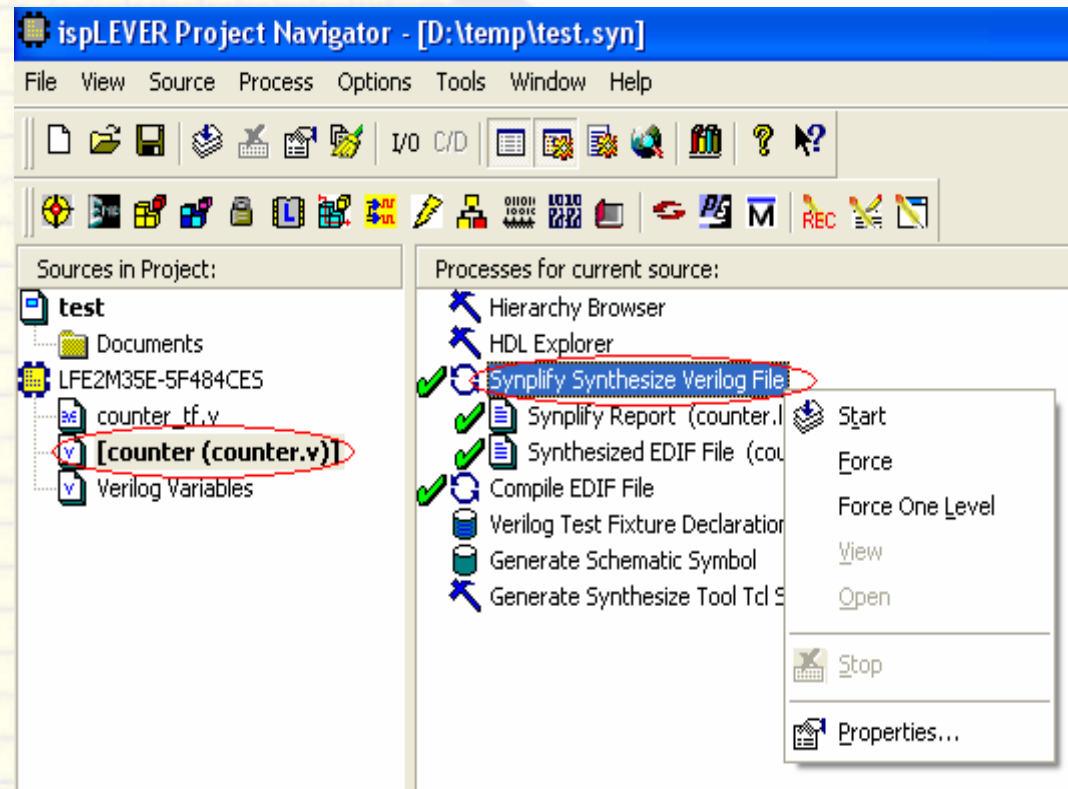 ispLEVER Project Navigator - [D:\temp\test.syn]
File View Source Process Options Tools Window Help
I/O C/D
REC
Sources in Project:
test
Documents
LFE2M35E-5F484CES
counter_tf.v
[counter (counter.v)]
Verilog Variables
Processes for current source:
Hierarchy Browser
HDL Explorer
Synplify Synthesize Verilog File
Synplify Report (counter.l
Synthesized EDIF File (cou
Compile EDIF File
Verilog Test Fixture Declaration
Generate Schematic Symbol
Generate Synthesize Tool Tcl S
Start
Force
Force One Level
View
Open
Stop
Properties...